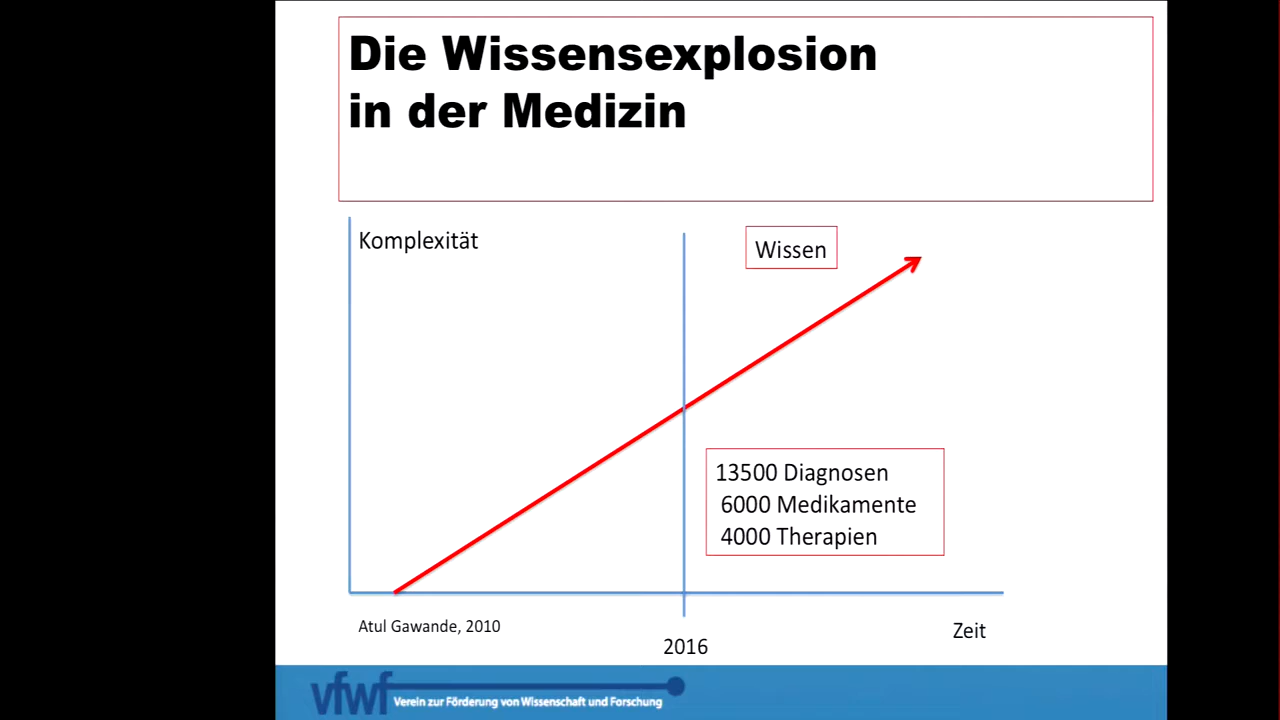 Die Wissensexplosion
in der Medizin
Komplexität
Wissen
13500 Diagnosen
6000 Medikamente
4000 Therapien
Atul Gawande, 2010
Zeit
2016
vfwf Verein zur Förderung von Wissenschaft und Forschung